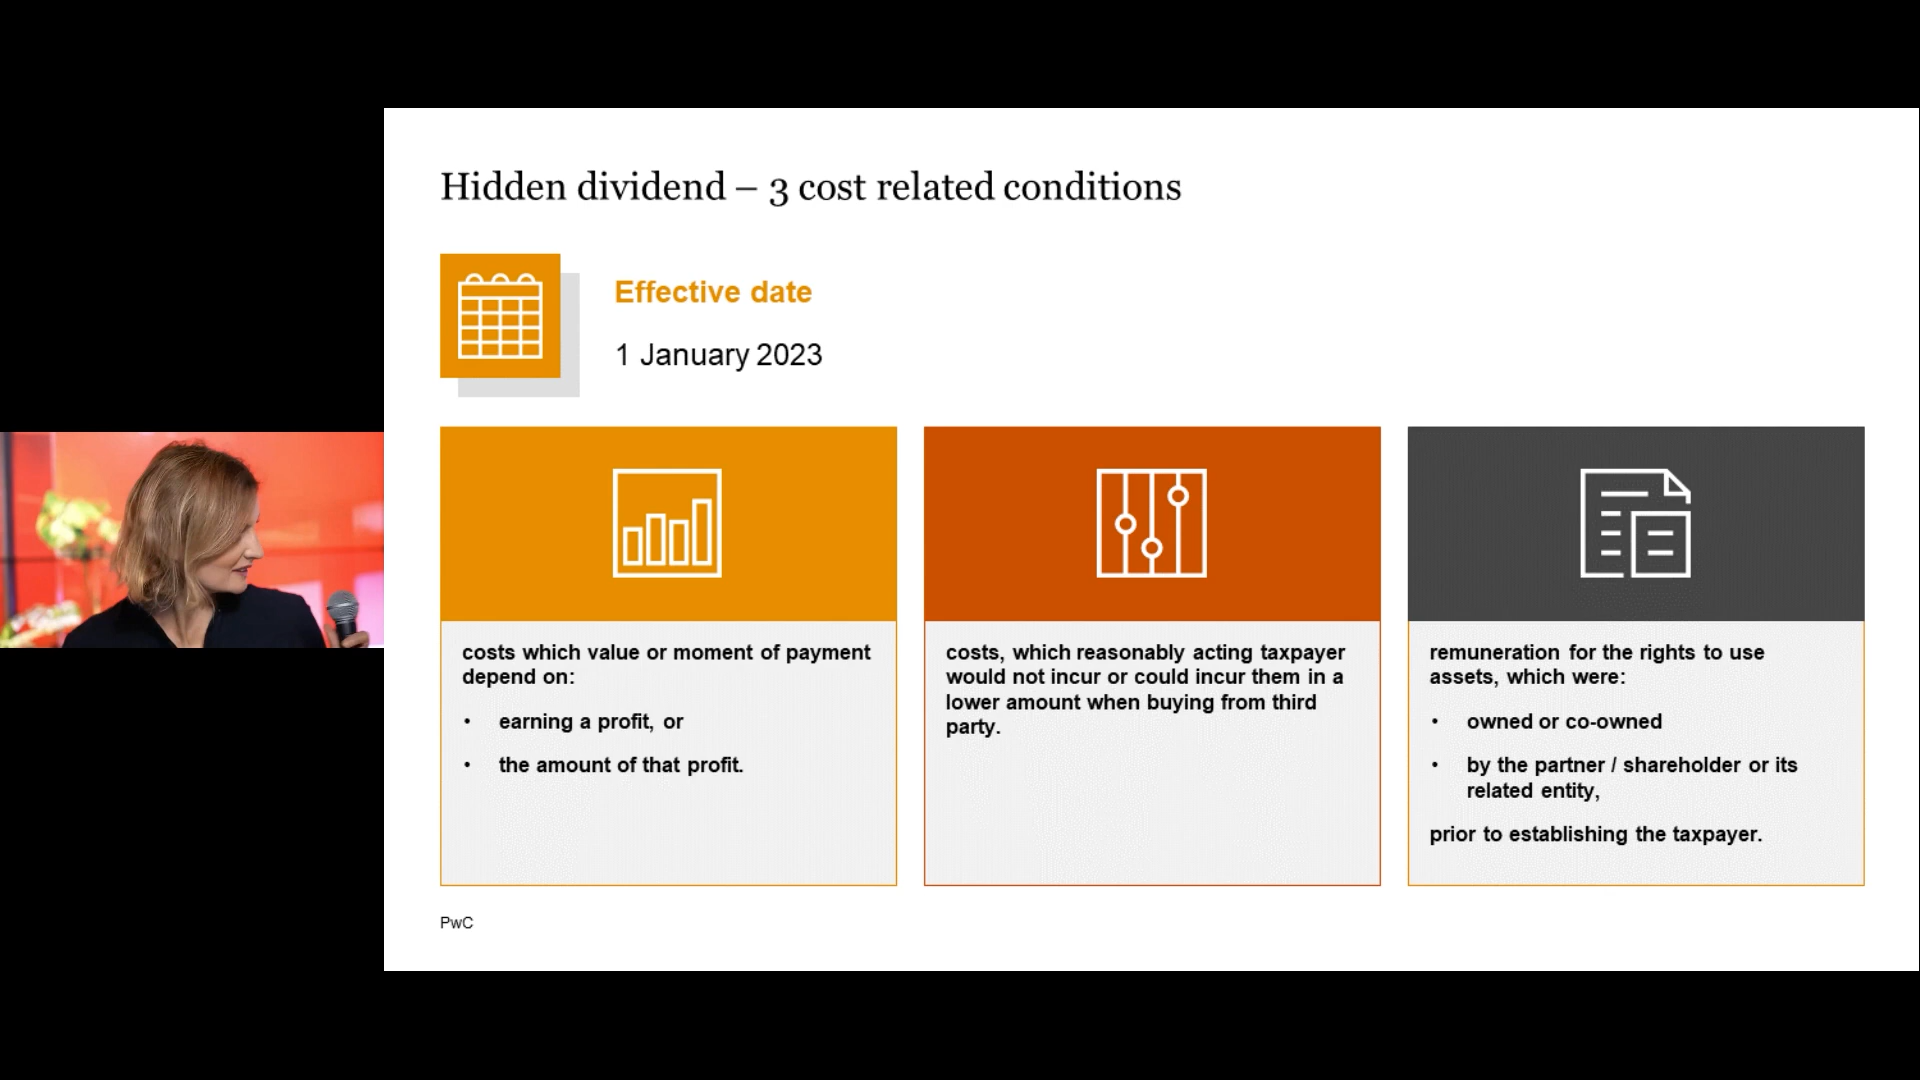 Hidden dividend – 3 cost related conditions
Effective date
1 January 2023
costs which value or moment of payment
depend on:
• earning a profit, or
• the amount of that profit.
costs, which reasonably acting taxpayer
would not incur or could incur them in a
lower amount when buying from third
party.
remuneration for the rights to use
assets, which were:
• owned or co-owned
• by the partner / shareholder or its
related entity,
prior to establishing the taxpayer.
PwC